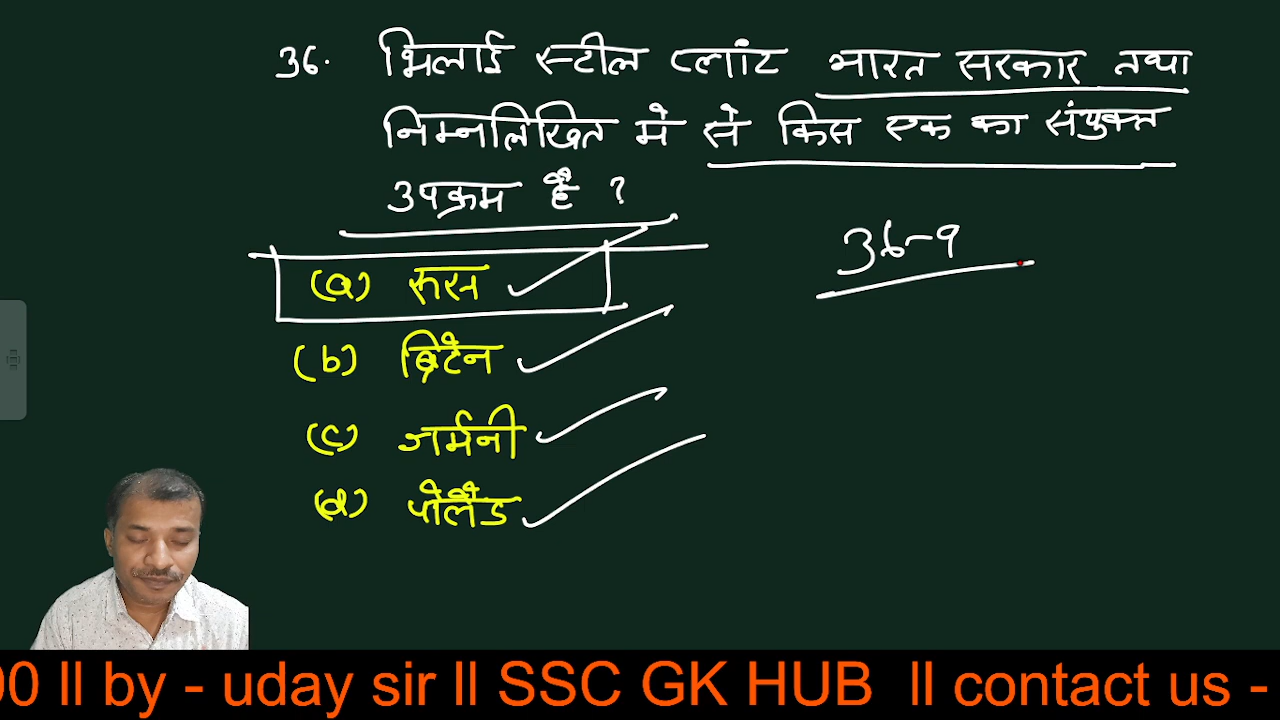 36. भिलाई स्टील प्लांट भारत सरकार तथा
निम्नलिखित में से किस एक का संयुक्त
उपक्रम है ?
(a) रूस
(b) ब्रिटेन
(c) जर्मनी
(d) पोलैंड
36-9
00 ll by - uday sir ll SSC GK HUB ll contact us -